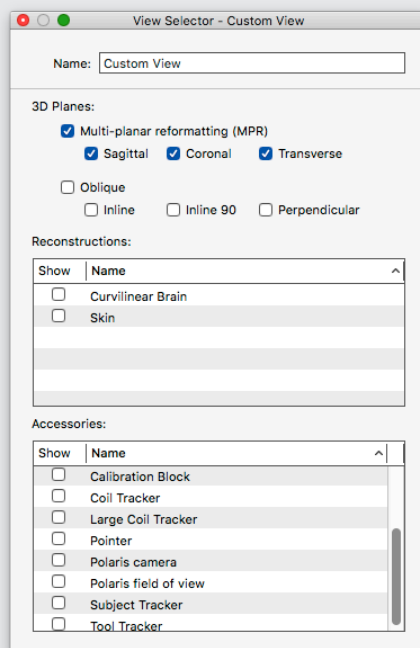 View Selector - Custom View
Name: Custom View
3D Planes:
Multi-planar reformatting (MPR)
Sagittal Coronal Transverse
Oblique
Inline Inline 90 Perpendicular
Reconstructions:
Show Name
Curvilinear Brain
Skin
Accessories:
Show Name
Calibration Block
Coil Tracker
Large Coil Tracker
Pointer
Polaris camera
Polaris field of view
Subject Tracker
Tool Tracker